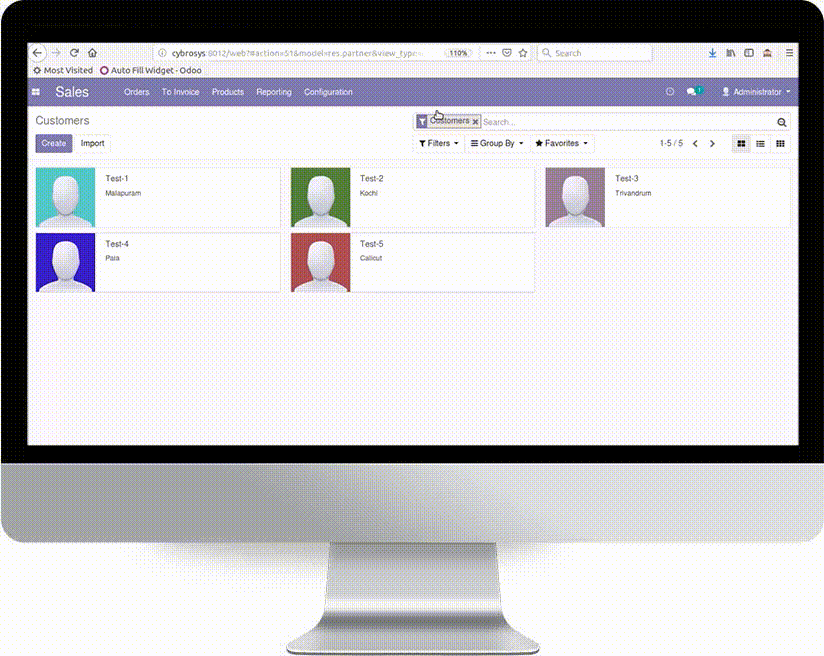 cybrosys:8012/web?#action=51&model=res.partner&view_type=
110%
Search
Most Visited
Auto Fill Widget - Odoo
Sales
Orders
To Invoice
Products
Reporting
Configuration
1
Administrator
Customers
Customers
Search...
Create
Import
Filters
Group By
Favorites
1-5 / 5
Test-1
Malapuram
Test-2
Kochi
Test-3
Trivandrum
Test-4
Pala
Test-5
Calicut